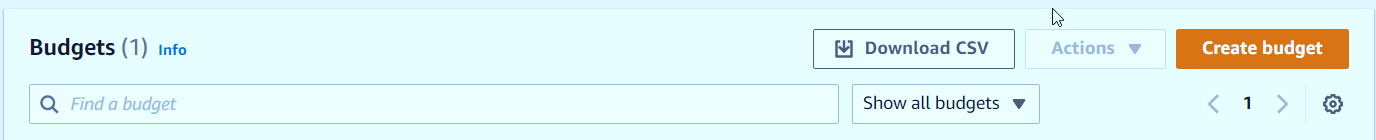 Budgets (1) Info Download CSV Actions Create budget
Find a budget Show all budgets 1